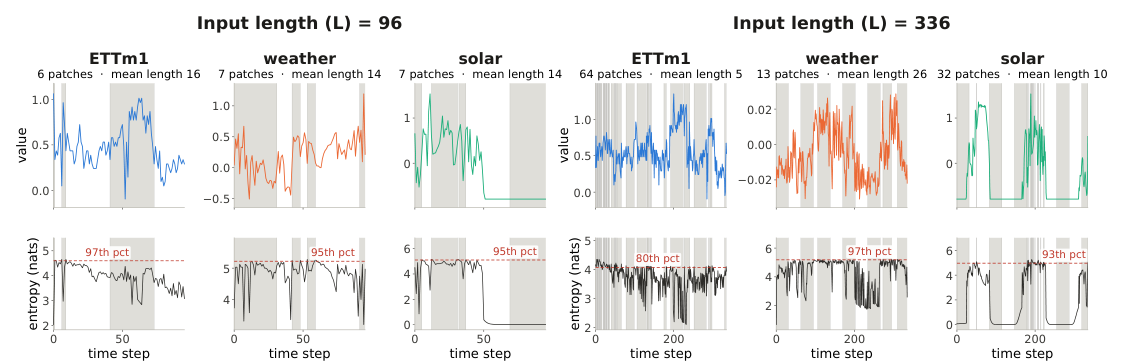 Input length (L) = 96
Input length (L) = 336
ETTm1
weather
solar
ETTm1
weather
solar
6 patches · mean length 16
7 patches · mean length 14
7 patches · mean length 14
64 patches · mean length 5
13 patches · mean length 26
32 patches · mean length 10
value
1.0
0.5
0.0
1.0
0.5
0.0
−0.5
1
0
value
1.0
0.5
0.0
0.02
0.00
−0.02
1
0
entropy (nats)
5
4
3
2
97th pct
5
4
95th pct
6
4
2
0
95th pct
entropy (nats)
5
4
3
2
80th pct
6
4
2
97th pct
6
4
2
0
93th pct
0
50
50
50
0
200
200
200
time step
time step
time step
time step
time step
time step